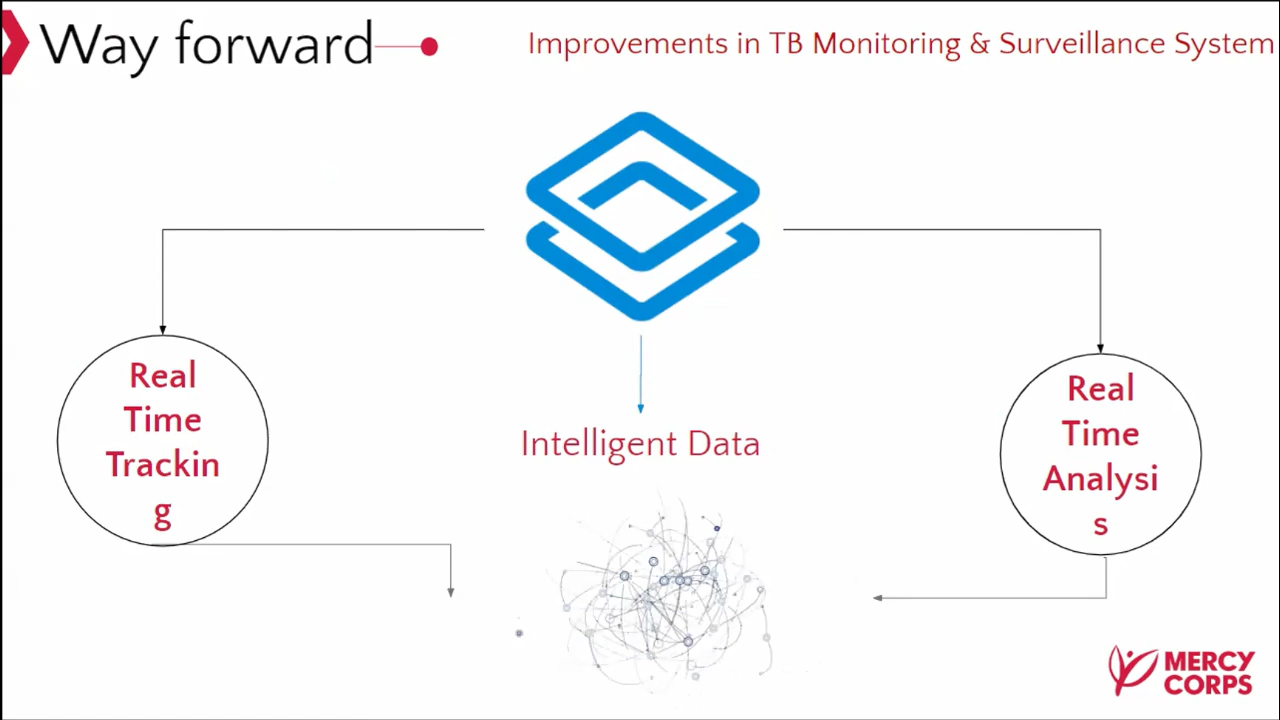 Way forward
Improvements in TB Monitoring & Surveillance System
Real
Time
Trackin
g
Intelligent Data
Real
Time
Analysi
s
MERCY
CORPS